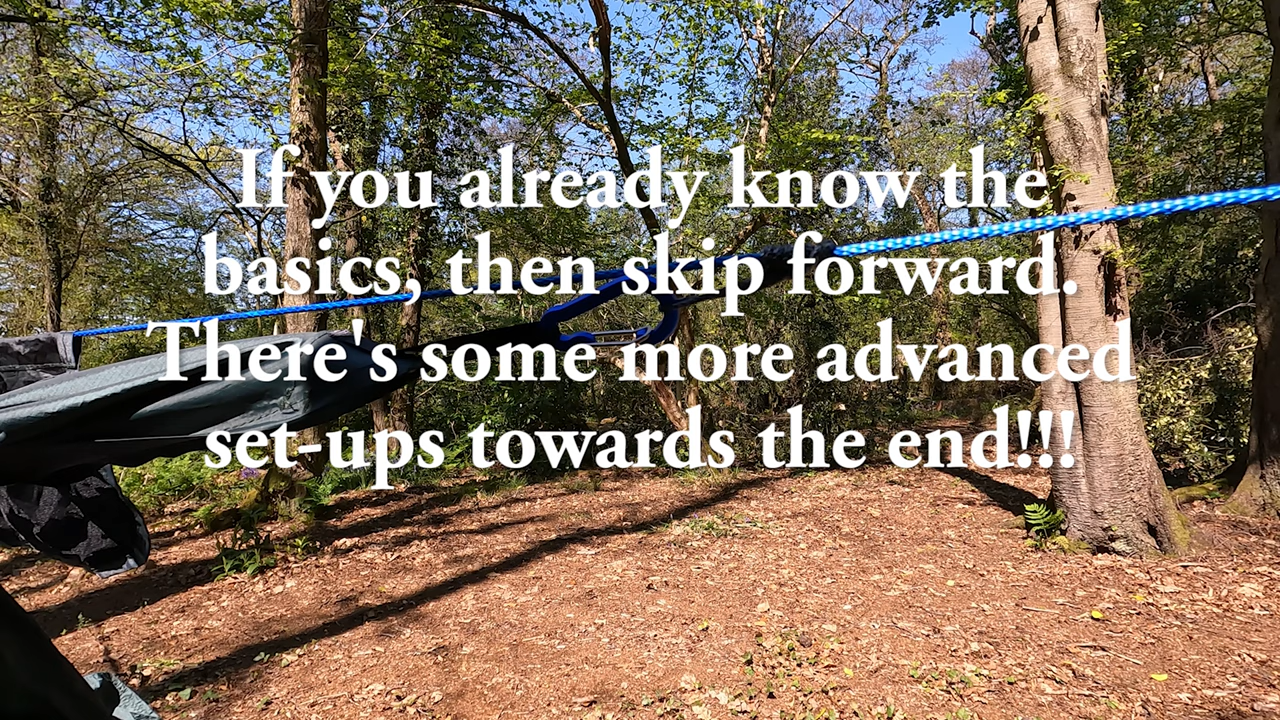 If you already know the
basics, then skip forward.
There's some more advanced
set-ups towards the end!!!